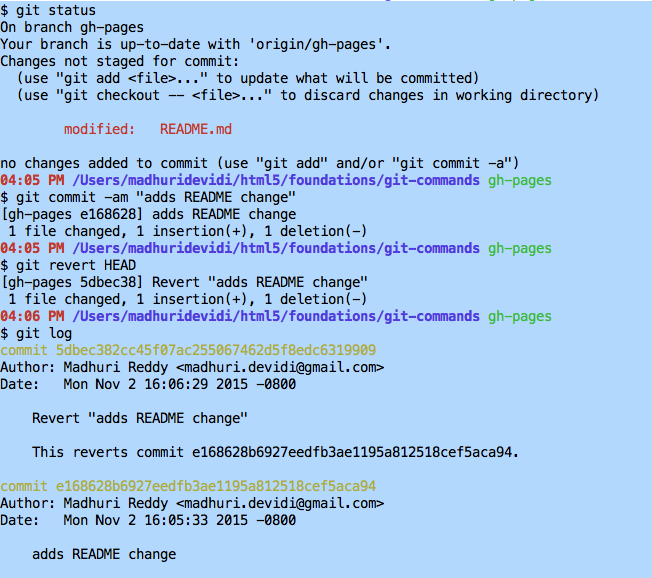 $ git status
On branch gh-pages
Your branch is up-to-date with 'origin/gh-pages'.
Changes not staged for commit:
  (use "git add <file>..." to update what will be committed)
  (use "git checkout -- <file>..." to discard changes in working directory)
        modified:   README.md
no changes added to commit (use "git add" and/or "git commit -a")
04:05 PM /Users/madhuridevidi/html5/foundations/git-commands gh-pages
$ git commit -am "adds README change"
[gh-pages e168628] adds README change
 1 file changed, 1 insertion(+), 1 deletion(-)
04:05 PM /Users/madhuridevidi/html5/foundations/git-commands gh-pages
$ git revert HEAD
[gh-pages 5dbec38] Revert "adds README change"
 1 file changed, 1 insertion(+), 1 deletion(-)
04:06 PM /Users/madhuridevidi/html5/foundations/git-commands gh-pages
$ git log
commit 5dbec382cc45f07ac255067462d5f8edc6319909
Author: Madhuri Reddy <madhuri.devidi@gmail.com>
Date:   Mon Nov 2 16:06:29 2015 -0800
    Revert "adds README change"
    This reverts commit e168628b6927eedfb3ae1195a812518cef5aca94.
commit e168628b6927eedfb3ae1195a812518cef5aca94
Author: Madhuri Reddy <madhuri.devidi@gmail.com>
Date:   Mon Nov 2 16:05:33 2015 -0800
    adds README change